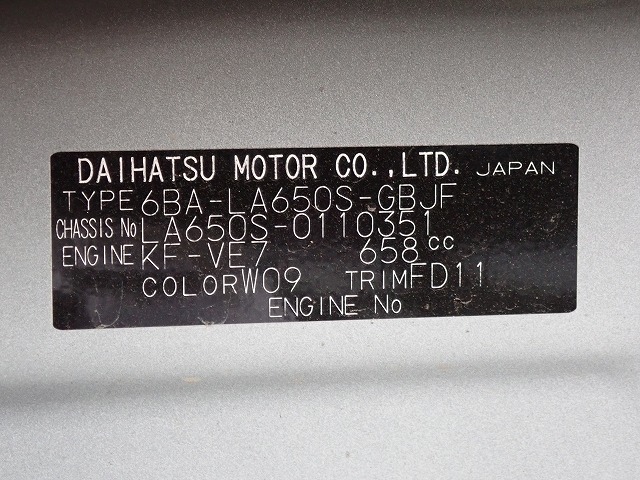 DAIHATSU MOTOR CO.,LTD. JAPAN
TYPE 6BA-LA650S-GBJF
CHASSIS No LA650S-0110351
ENGINE KF-VE7 658 cc
COLOR W09 TRIM FD11
ENGINE No